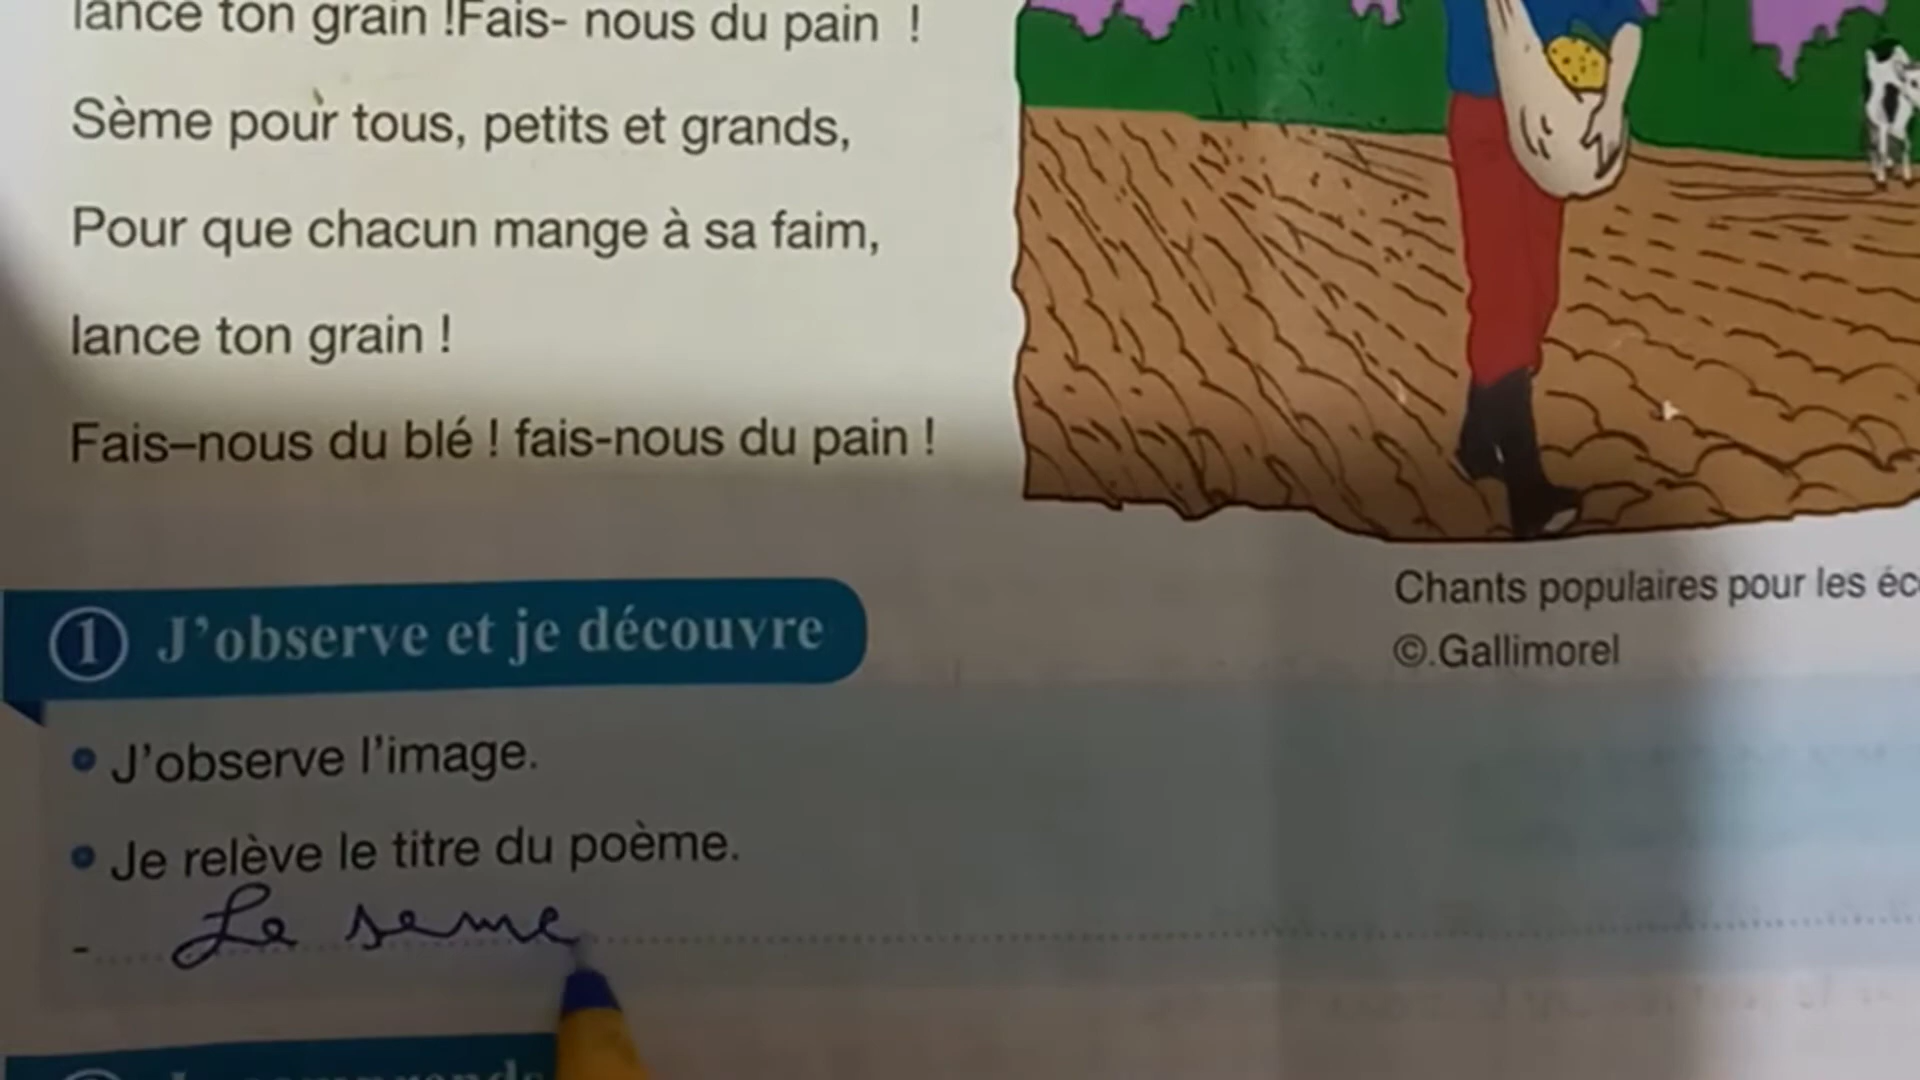 lance ton grain !Fais- nous du pain !
Sème pour tous, petits et grands,
Pour que chacun mange à sa faim,
lance ton grain !
Fais–nous du blé ! fais-nous du pain !
Chants populaires pour les
©.Gallimorel
1 J'observe et je découvre
• J'observe l'image.
• Je relève le titre du poème.
- Le seme